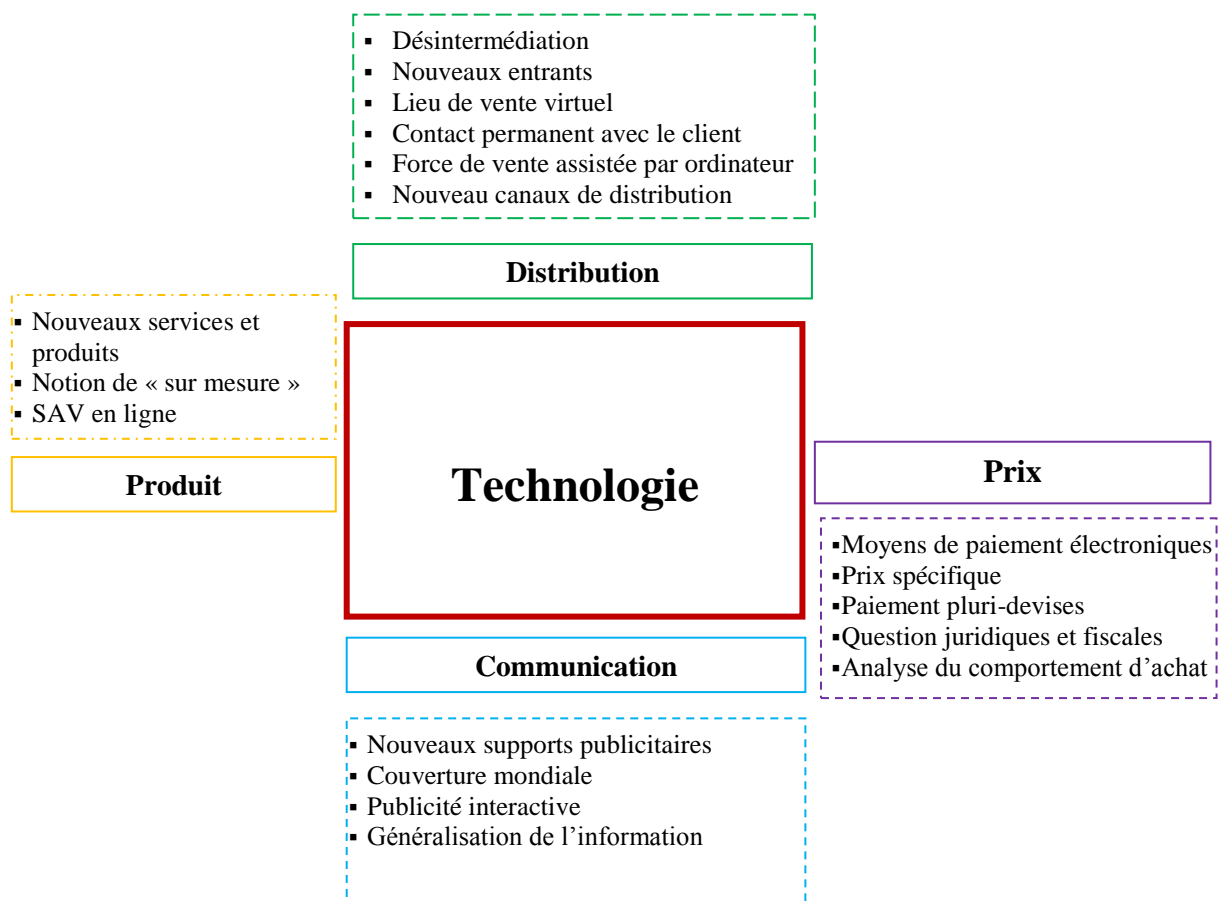 ▪ Désintermédiation
▪ Nouveaux entrants
▪ Lieu de vente virtuel
▪ Contact permanent avec le client
▪ Force de vente assistée par ordinateur
▪ Nouveau canaux de distribution
Distribution
▪ Nouveaux services et
produits
▪ Notion de « sur mesure »
▪ SAV en ligne
Produit
Technologie
Prix
▪Moyens de paiement électroniques
▪Prix spécifique
▪Paiement pluri-devises
▪Question juridiques et fiscales
▪Analyse du comportement d’achat
Communication
▪ Nouveaux supports publicitaires
▪ Couverture mondiale
▪ Publicité interactive
▪ Généralisation de l’information